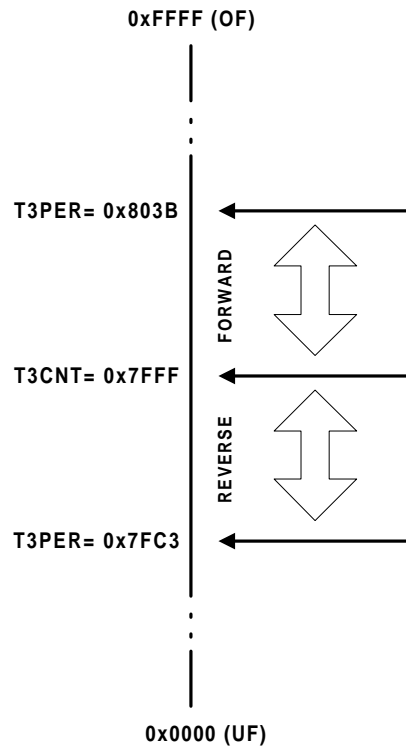 0xFFFF (OF)
T3PER= 0x803B
FORWARD
T3CNT= 0x7FFF
REVERSE
T3PER= 0x7FC3
0x0000 (UF)